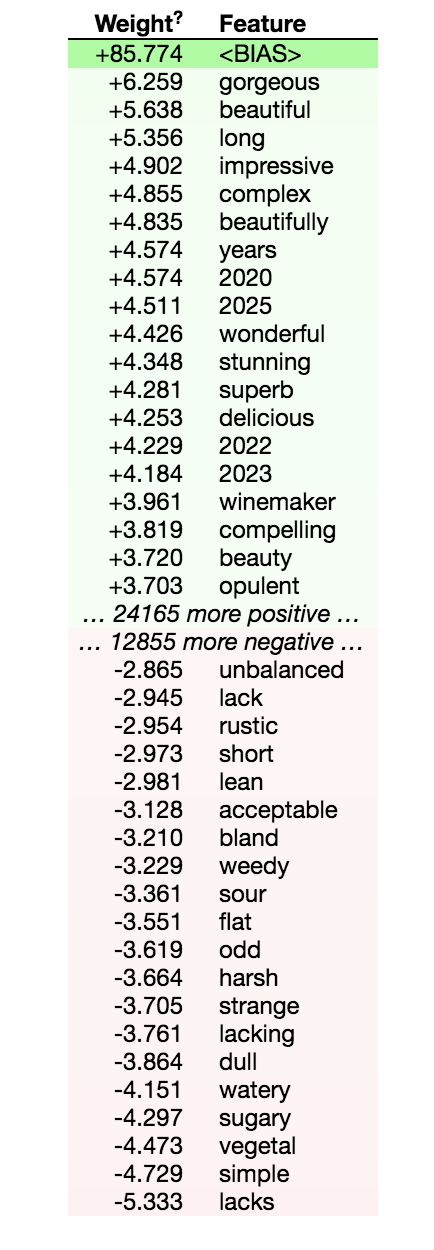 Weight? Feature
+85.774 <BIAS>
+6.259 gorgeous
+5.638 beautiful
+5.356 long
+4.902 impressive
+4.855 complex
+4.835 beautifully
+4.574 years
+4.574 2020
+4.511 2025
+4.426 wonderful
+4.348 stunning
+4.281 superb
+4.253 delicious
+4.229 2022
+4.184 2023
+3.961 winemaker
+3.819 compelling
+3.720 beauty
+3.703 opulent
… 24165 more positive …
… 12855 more negative …
-2.865 unbalanced
-2.945 lack
-2.954 rustic
-2.973 short
-2.981 lean
-3.128 acceptable
-3.210 bland
-3.229 weedy
-3.361 sour
-3.551 flat
-3.619 odd
-3.664 harsh
-3.705 strange
-3.761 lacking
-3.864 dull
-4.151 watery
-4.297 sugary
-4.473 vegetal
-4.729 simple
-5.333 lacks